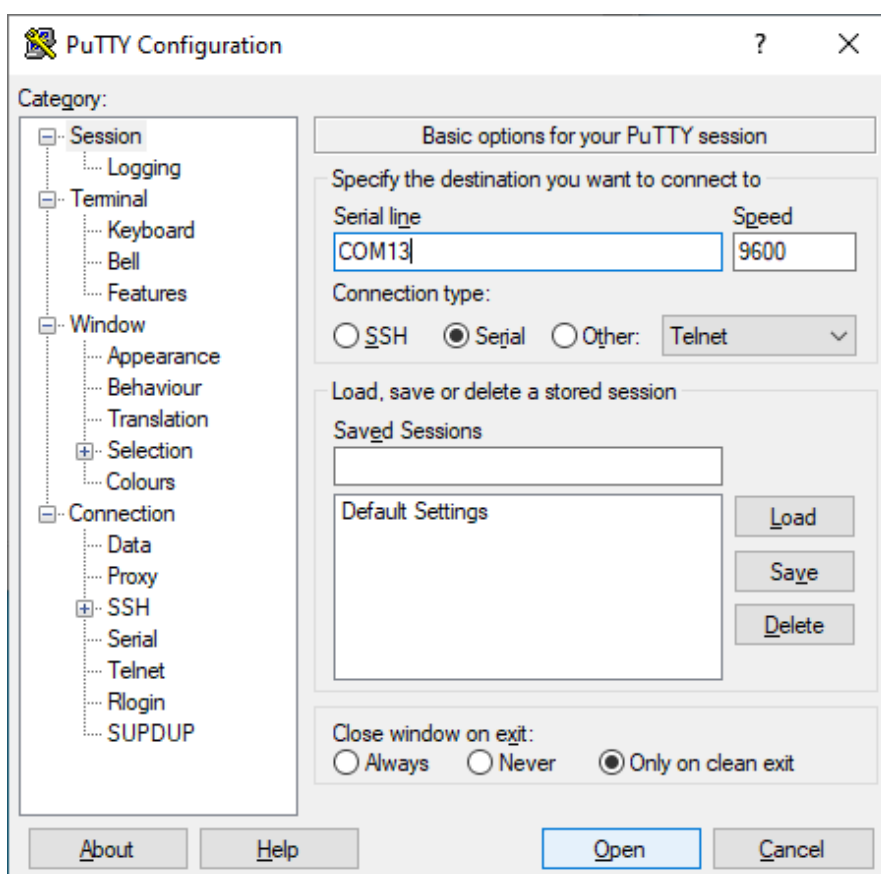 PuTTY Configuration ?
Category:
Session
Logging
Terminal
Keyboard
Bell
Features
Window
Appearance
Behaviour
Translation
Selection
Colours
Connection
Data
Proxy
SSH
Serial
Telnet
Rlogin
SUPDUP
Basic options for your PuTTY session
Specify the destination you want to connect to
Serial line Speed
COM13 9600
Connection type:
SSH Serial Other: Telnet
Load, save or delete a stored session
Saved Sessions
Default Settings
Load
Save
Delete
Close window on exit:
Always Never Only on clean exit
About Help Open Cancel